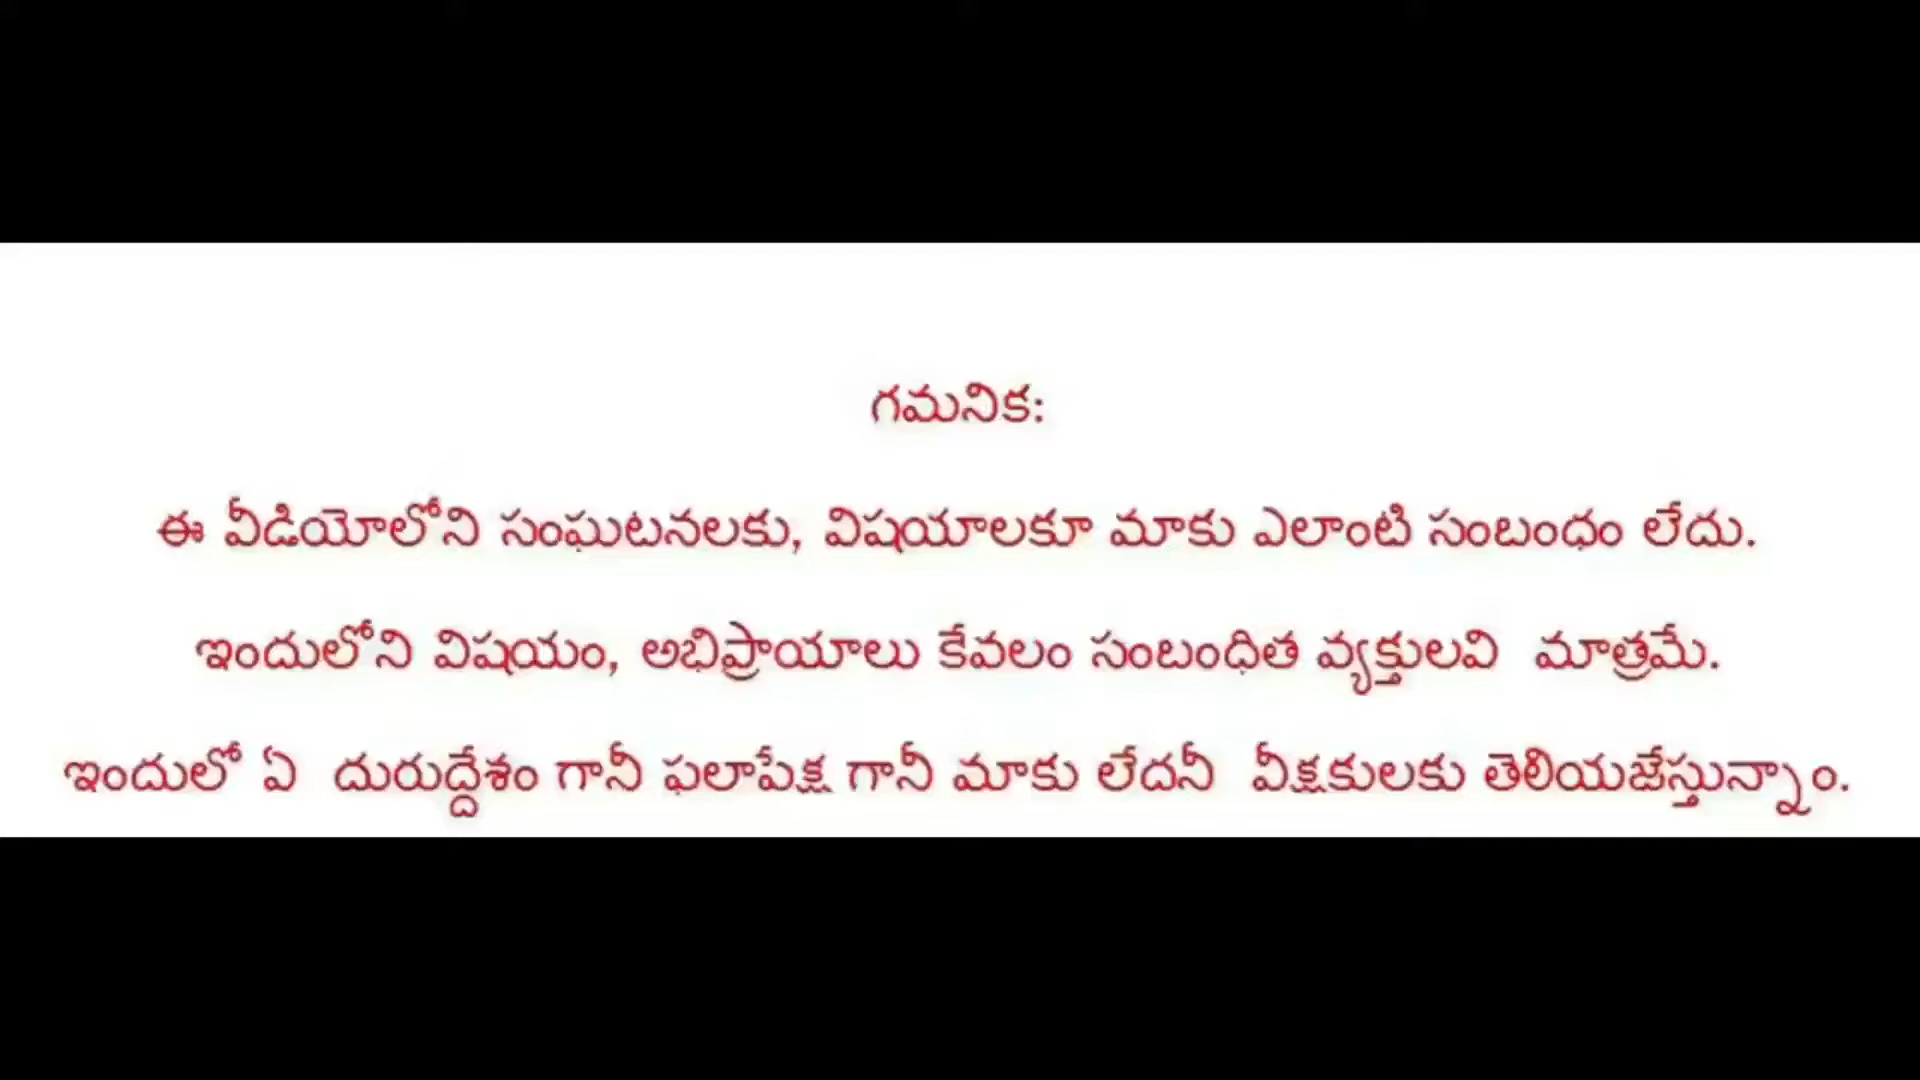 గమనిక:
ఈ వీడియోలోని సంఘటనలకు, విషయాలకూ మాకు ఎలాంటి సంబంధం లేదు.
ఇందులోని విషయం, అభిప్రాయాలు కేవలం సంబంధిత వ్యక్తులవి మాత్రమే.
ఇందులో ఏ దురుద్దేశం గానీ ఫలాపేక్ష గానీ మాకు లేదనీ వీక్షకులకు తెలియజేస్తున్నాం.